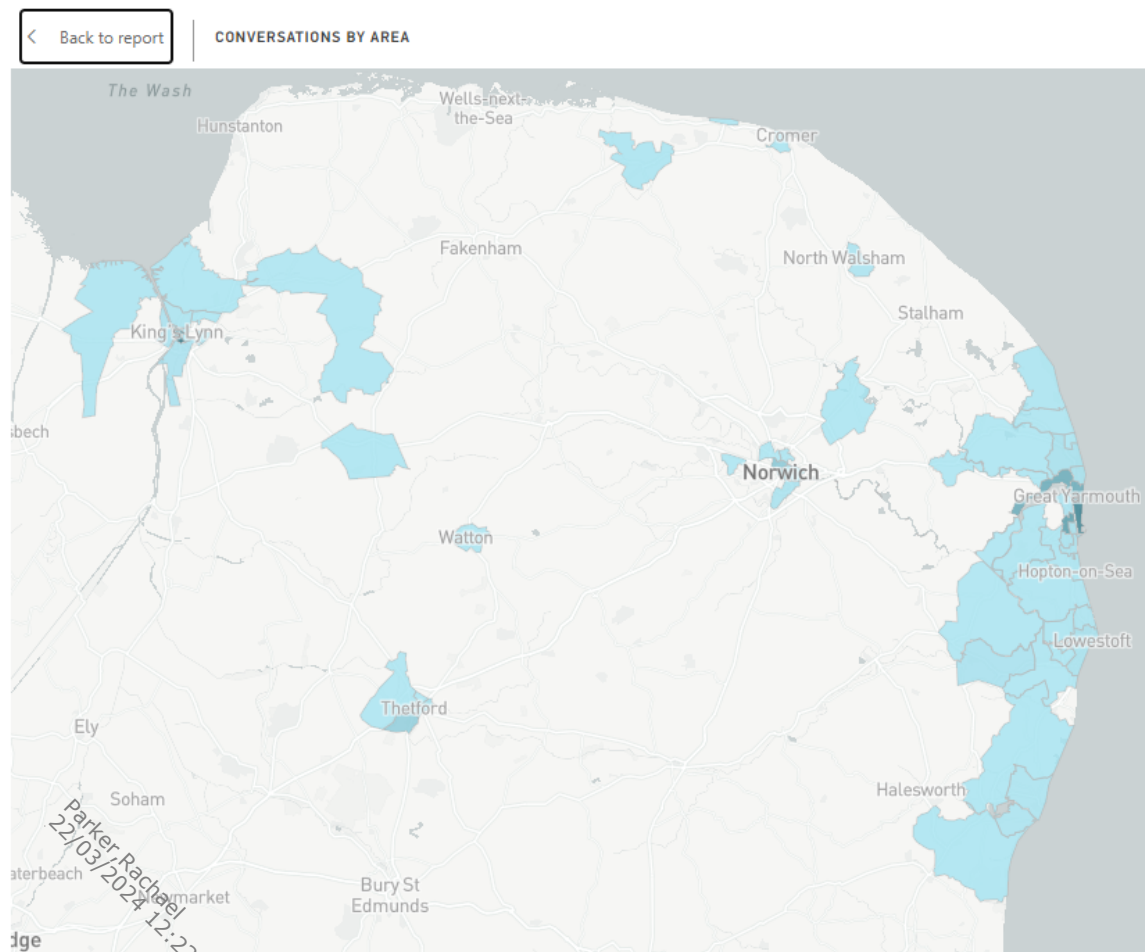 Back to report
CONVERSATIONS BY AREA
The Wash
Wells-next-
the-Sea
Hunstanton
Cromer
Fakenham
North Walsham
Stalham
King's Lynn
Norwich
Great Yarmouth
Watton
Hopton-on-Sea
Lowestoft
Thetford
Ely
Halesworth
Soham
Parker Rachael
22/03/2024 12:22
Newmarket
Bury St
Edmunds